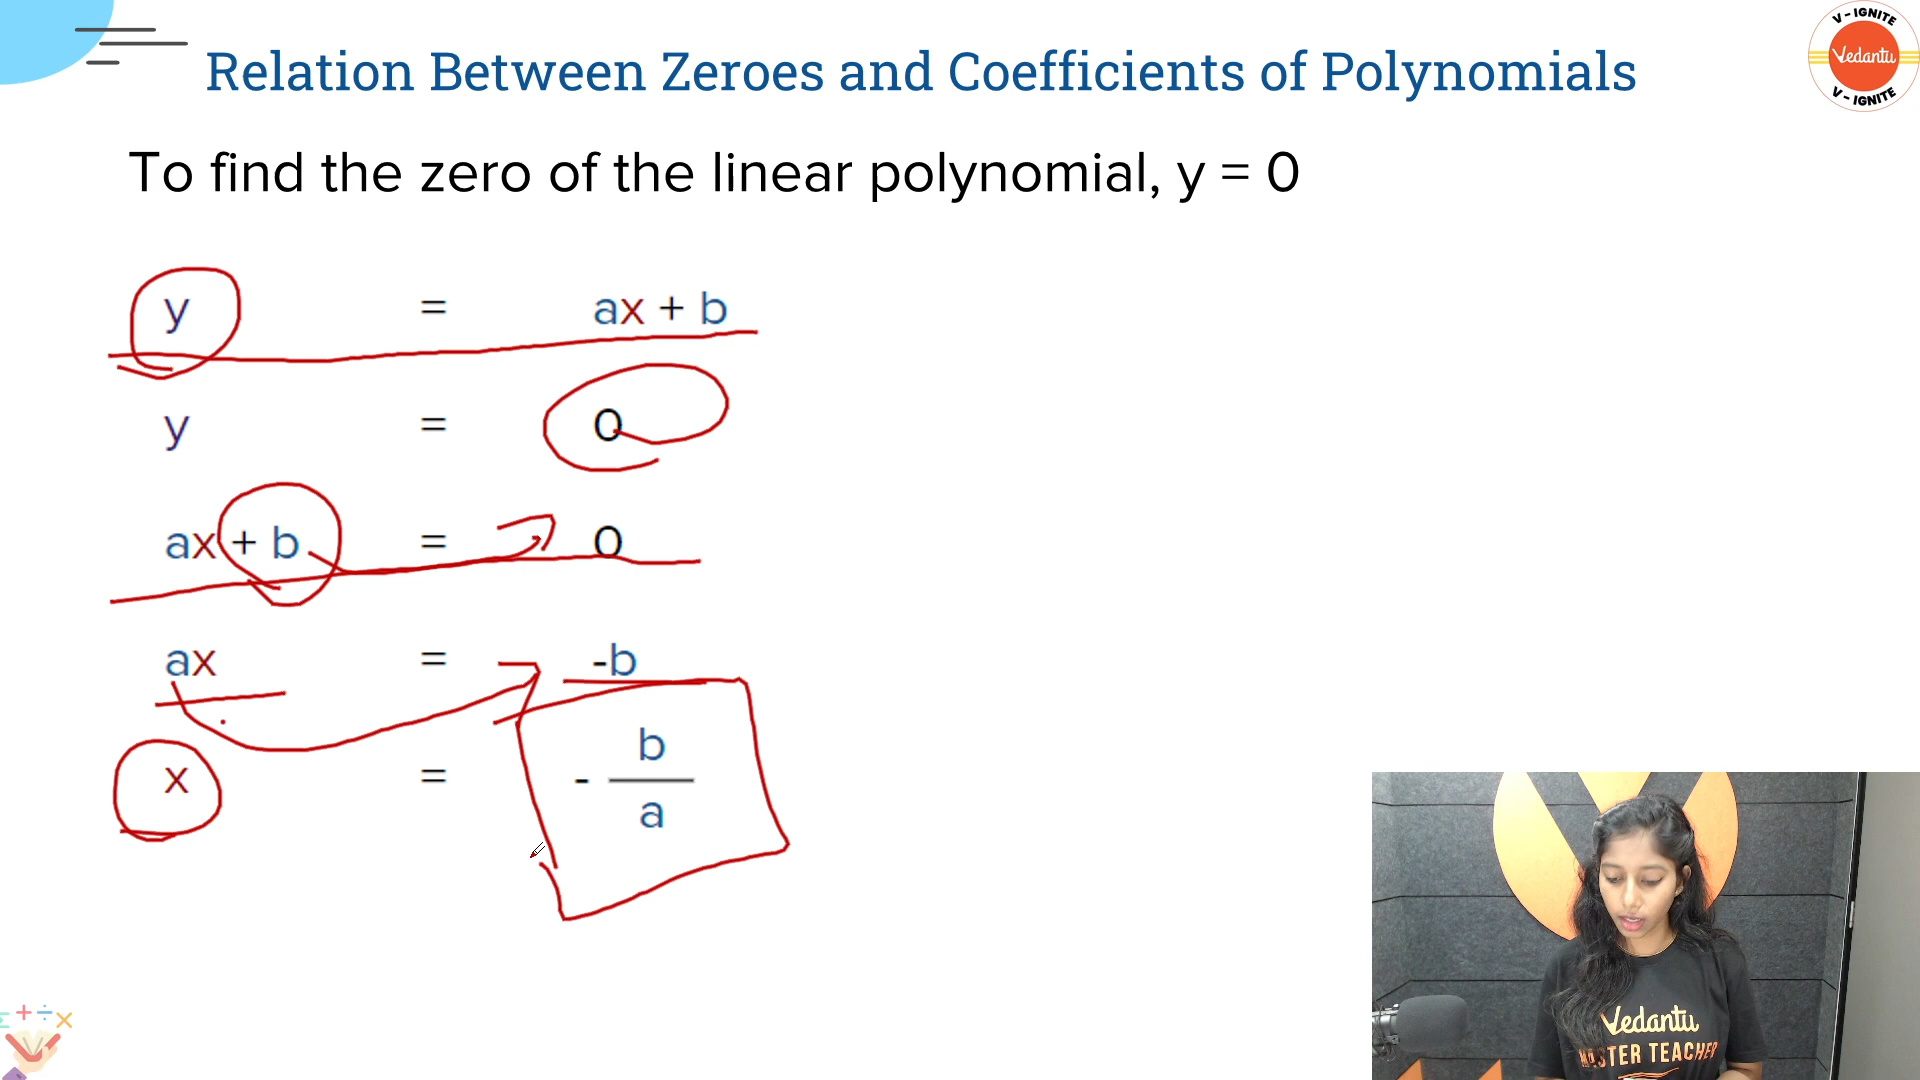 Relation Between Zeroes and Coefficients of Polynomials
V - IGNITE
Vedantu
V - IGNITE
To find the zero of the linear polynomial, y = 0
y = ax + b
y = 0
ax + b = 0
ax = -b
x = - b/a
Vedantu
MASTER TEACHER